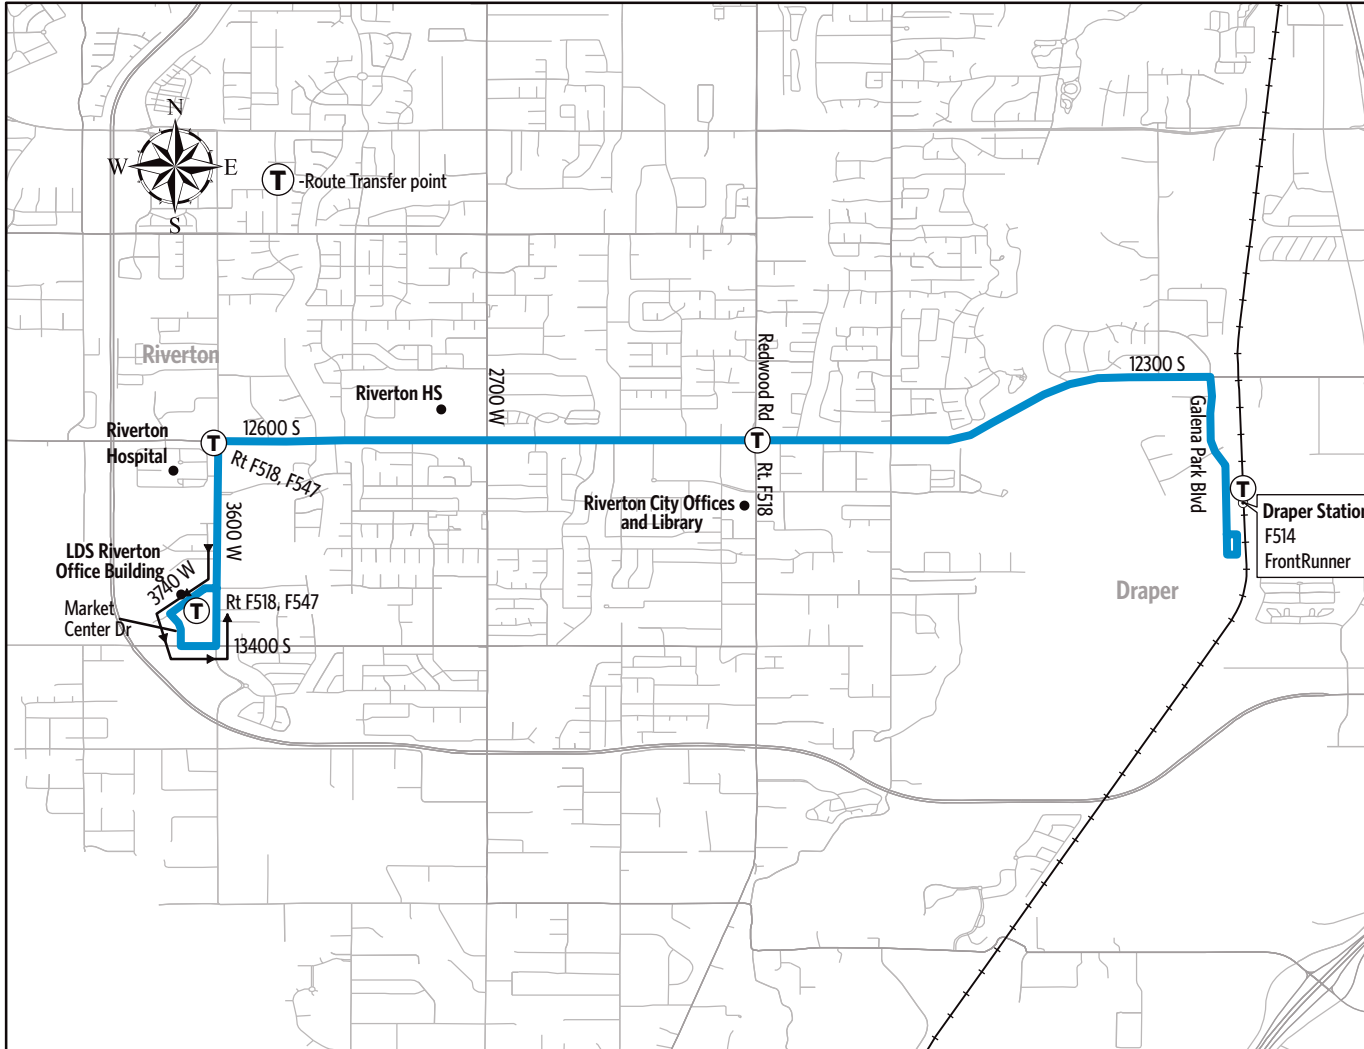 N
W
E
S
T
-Route Transfer point
Riverton
Riverton HS
2700 W
Redwood Rd
12300 S
Galena Park Blvd
Riverton
Hospital
T
12600 S
Rt F518, F547
T
Rt. F518
Riverton City Offices
and Library
T
Draper Station
F514
FrontRunner
3600 W
LDS Riverton
Office Building
3740 W
T
Rt F518, F547
Market
Center Dr
13400 S
Draper